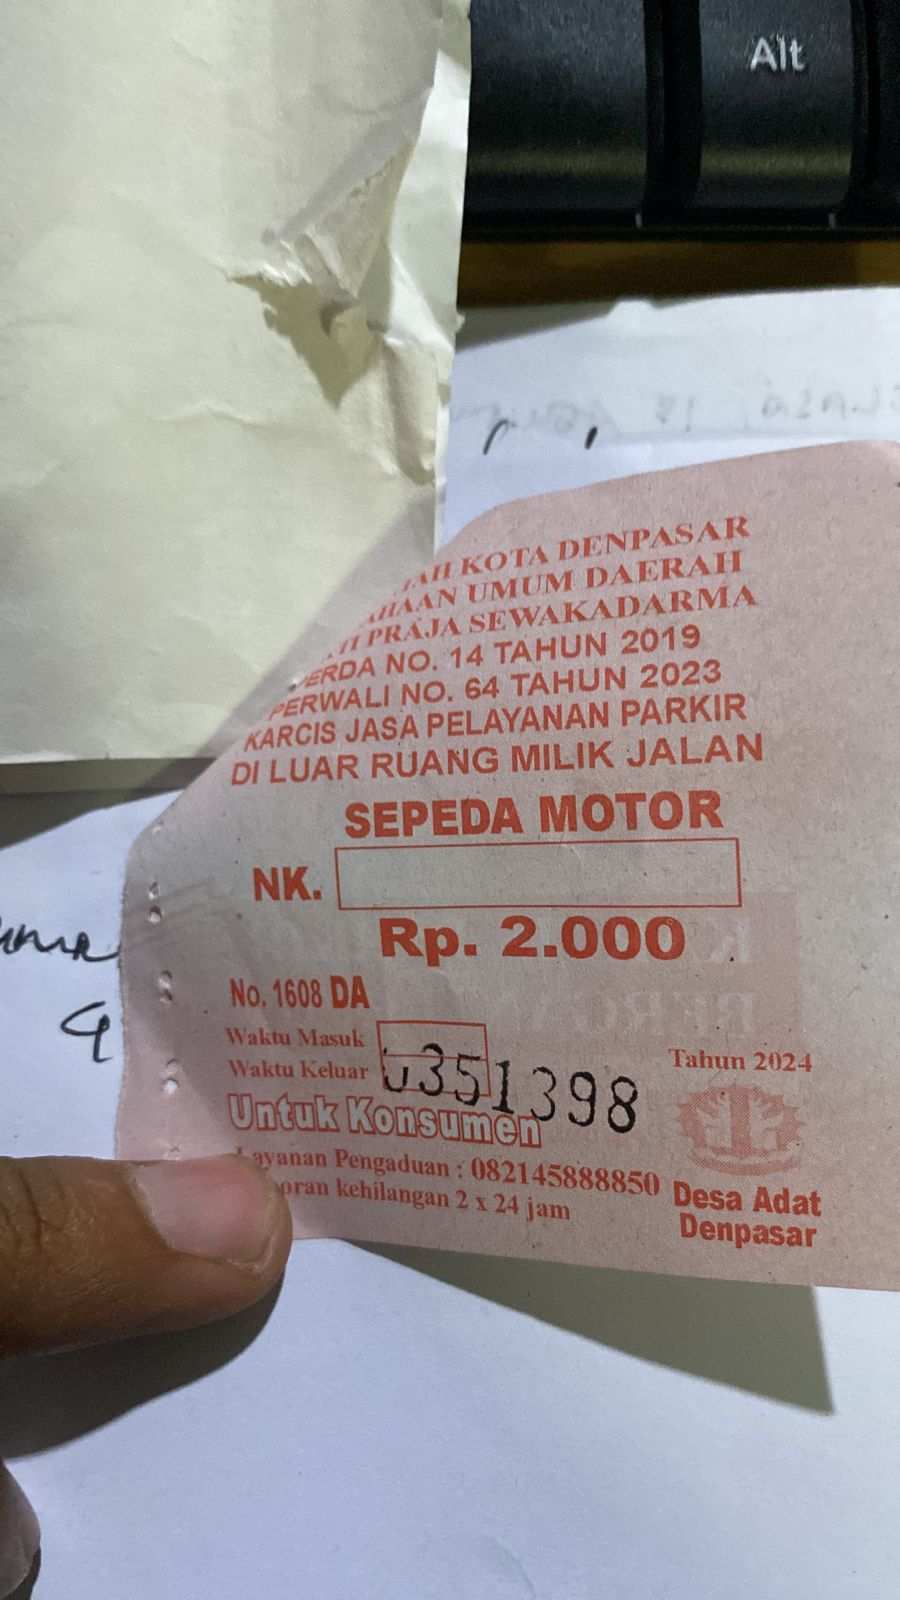 Alt
KOTA DENPASAR
UMUM DAERAH
PRAJA SEWAKADARMA
NO. 14 TAHUN 2019
PERWALI NO. 64 TAHUN 2023
KARCIS JASA PELAYANAN PARKIR
DI LUAR RUANG MILIK JALAN
SEPEDA MOTOR
NK.
Rp. 2.000
No. 1608 DA
Waktu Masuk
Waktu Keluar
0351398
Tahun 2024
Untuk Konsumen
Layanan Pengaduan : 082145888850
kehilangan 2 x 24 jam
Desa Adat
Denpasar